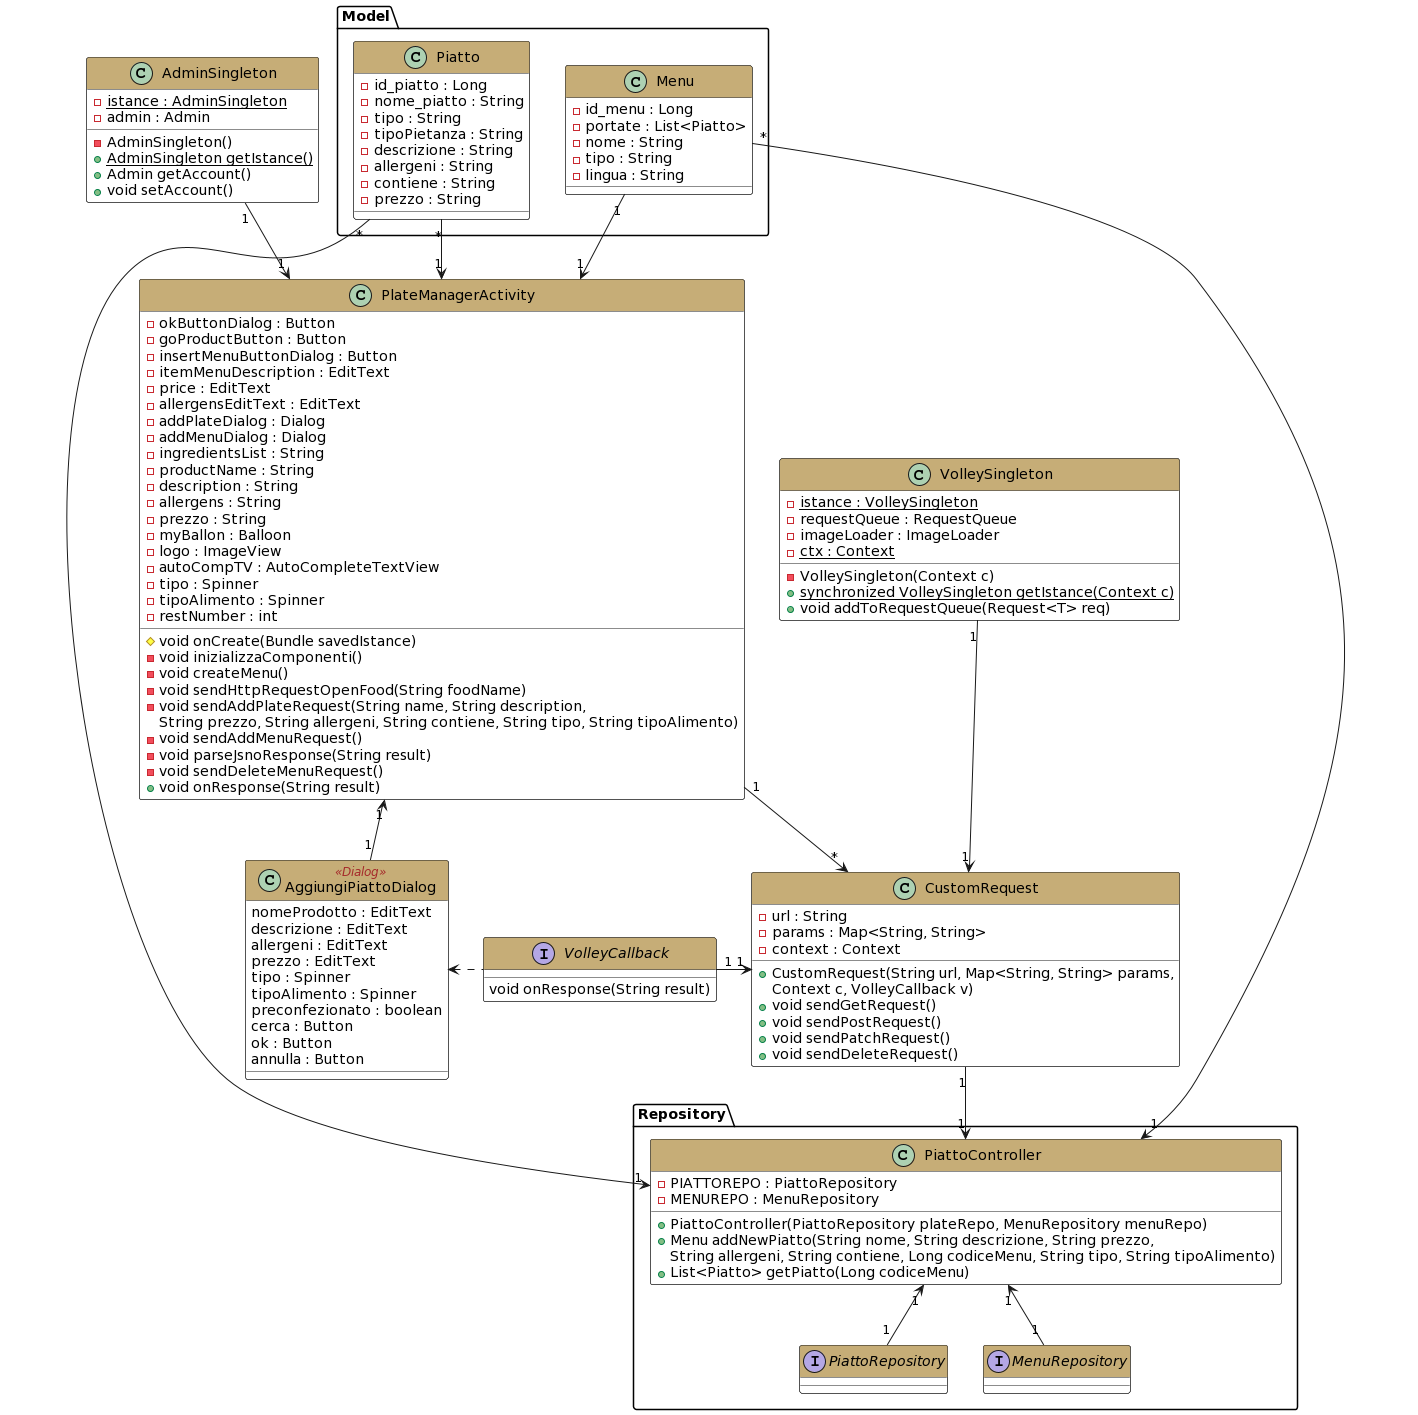 Model
C AdminSingleton
istance : AdminSingleton
admin : Admin
AdminSingleton()
AdminSingleton getIstance()
Admin getAccount()
void setAccount()
C Piatto
id_piatto : Long
nome_piatto : String
tipo : String
tipoPietanza : String
descrizione : String
allergeni : String
contiene : String
prezzo : String
C Menu
id_menu : Long
portate : List<Piatto>
nome : String
tipo : String
lingua : String
*
1
*
*
1
1
1
1
C PlateManagerActivity
okButtonDialog : Button
goProductButton : Button
insertMenuButtonDialog : Button
itemMenuDescription : EditText
price : EditText
allergensEditText : EditText
addPlateDialog : Dialog
addMenuDialog : Dialog
ingredientsList : String
productName : String
description : String
allergens : String
prezzo : String
myBallon : Balloon
logo : ImageView
autoCompTV : AutoCompleteTextView
tipo : Spinner
tipoAlimento : Spinner
restNumber : int
void onCreate(Bundle savedIstance)
void inizializzaComponenti()
void createMenu()
void sendHttpRequestOpenFood(String foodName)
void sendAddPlateRequest(String name, String description,
String prezzo, String allergeni, String contiene, String tipo, String tipoAlimento)
void sendAddMenuRequest()
void parseJsnoResponse(String result)
void sendDeleteMenuRequest()
void onResponse(String result)
C VolleySingleton
istance : VolleySingleton
requestQueue : RequestQueue
imageLoader : ImageLoader
ctx : Context
VolleySingleton(Context c)
synchronized VolleySingleton getIstance(Context c)
void addToRequestQueue(Request<T> req)
1
1
1
1
*
1
C «Dialog»
AggiungiPiattoDialog
nomeProdotto : EditText
descrizione : EditText
allergeni : EditText
prezzo : EditText
tipo : Spinner
tipoAlimento : Spinner
preconfezionato : boolean
cerca : Button
ok : Button
annulla : Button
I VolleyCallback
void onResponse(String result)
1 1
C CustomRequest
url : String
params : Map<String, String>
context : Context
CustomRequest(String url, Map<String, String> params,
Context c, VolleyCallback v)
void sendGetRequest()
void sendPostRequest()
void sendPatchRequest()
void sendDeleteRequest()
1
Repository
1
1
1
C PiattoController
PIATTOREPO : PiattoRepository
MENUREPO : MenuRepository
PiattoController(PiattoRepository plateRepo, MenuRepository menuRepo)
Menu addNewPiatto(String nome, String descrizione, String prezzo,
String allergeni, String contiene, Long codiceMenu, String tipo, String tipoAlimento)
List<Piatto> getPiatto(Long codiceMenu)
1
1
1
1
I PiattoRepository
I MenuRepository